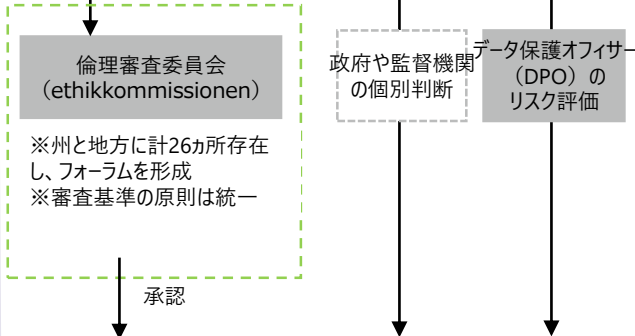 倫理審査委員会
（ethikkommissionen）
※州と地方に計26ヵ所存在
し、フォーラムを形成
※審査基準の原則は統一
承認
政府や監督機関
の個別判断
データ保護オフィサー
（DPO）の
リスク評価